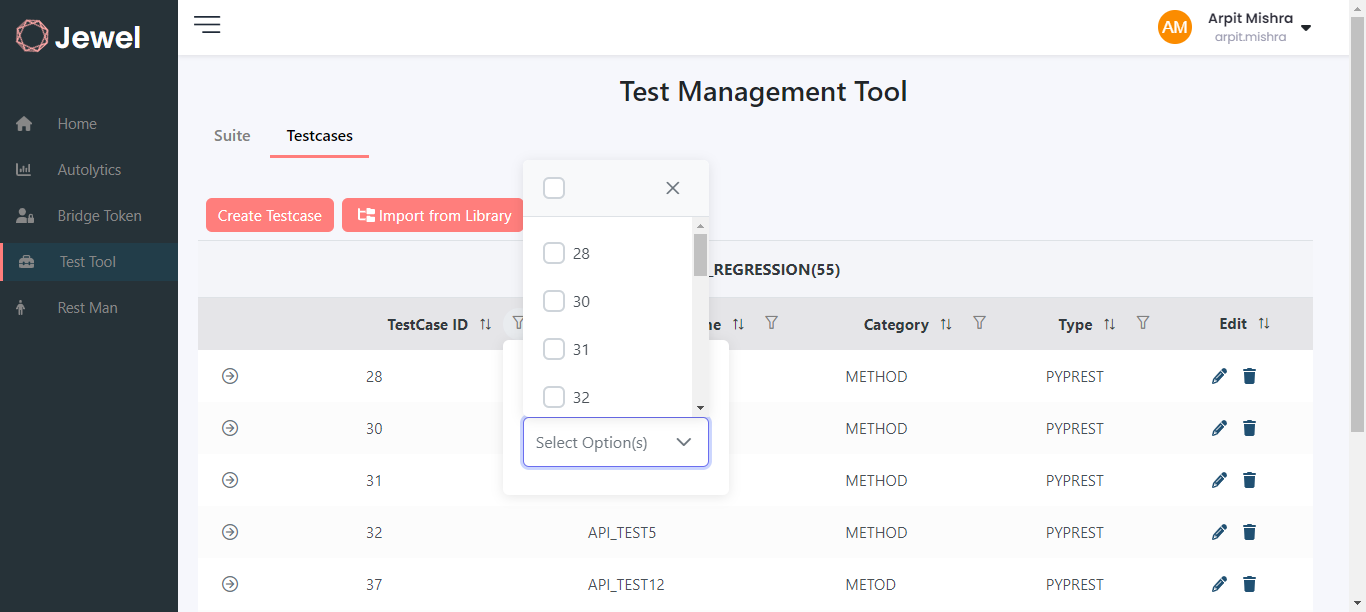 Jewel
Arpit Mishra
AM
arpit.mishra
Home
Autolytics
Bridge Token
Test Tool
Rest Man
Test Management Tool
Suite Testcases
Create Testcase Import from Library
_REGRESSION(55)
28
30
31
32
Select Option(s)
TestCase ID Category Type Edit
28 METHOD PYPREST
30 METHOD PYPREST
31 METHOD PYPREST
32 API_TEST5 METHOD PYPREST
37 API_TEST12 METOD PYPREST